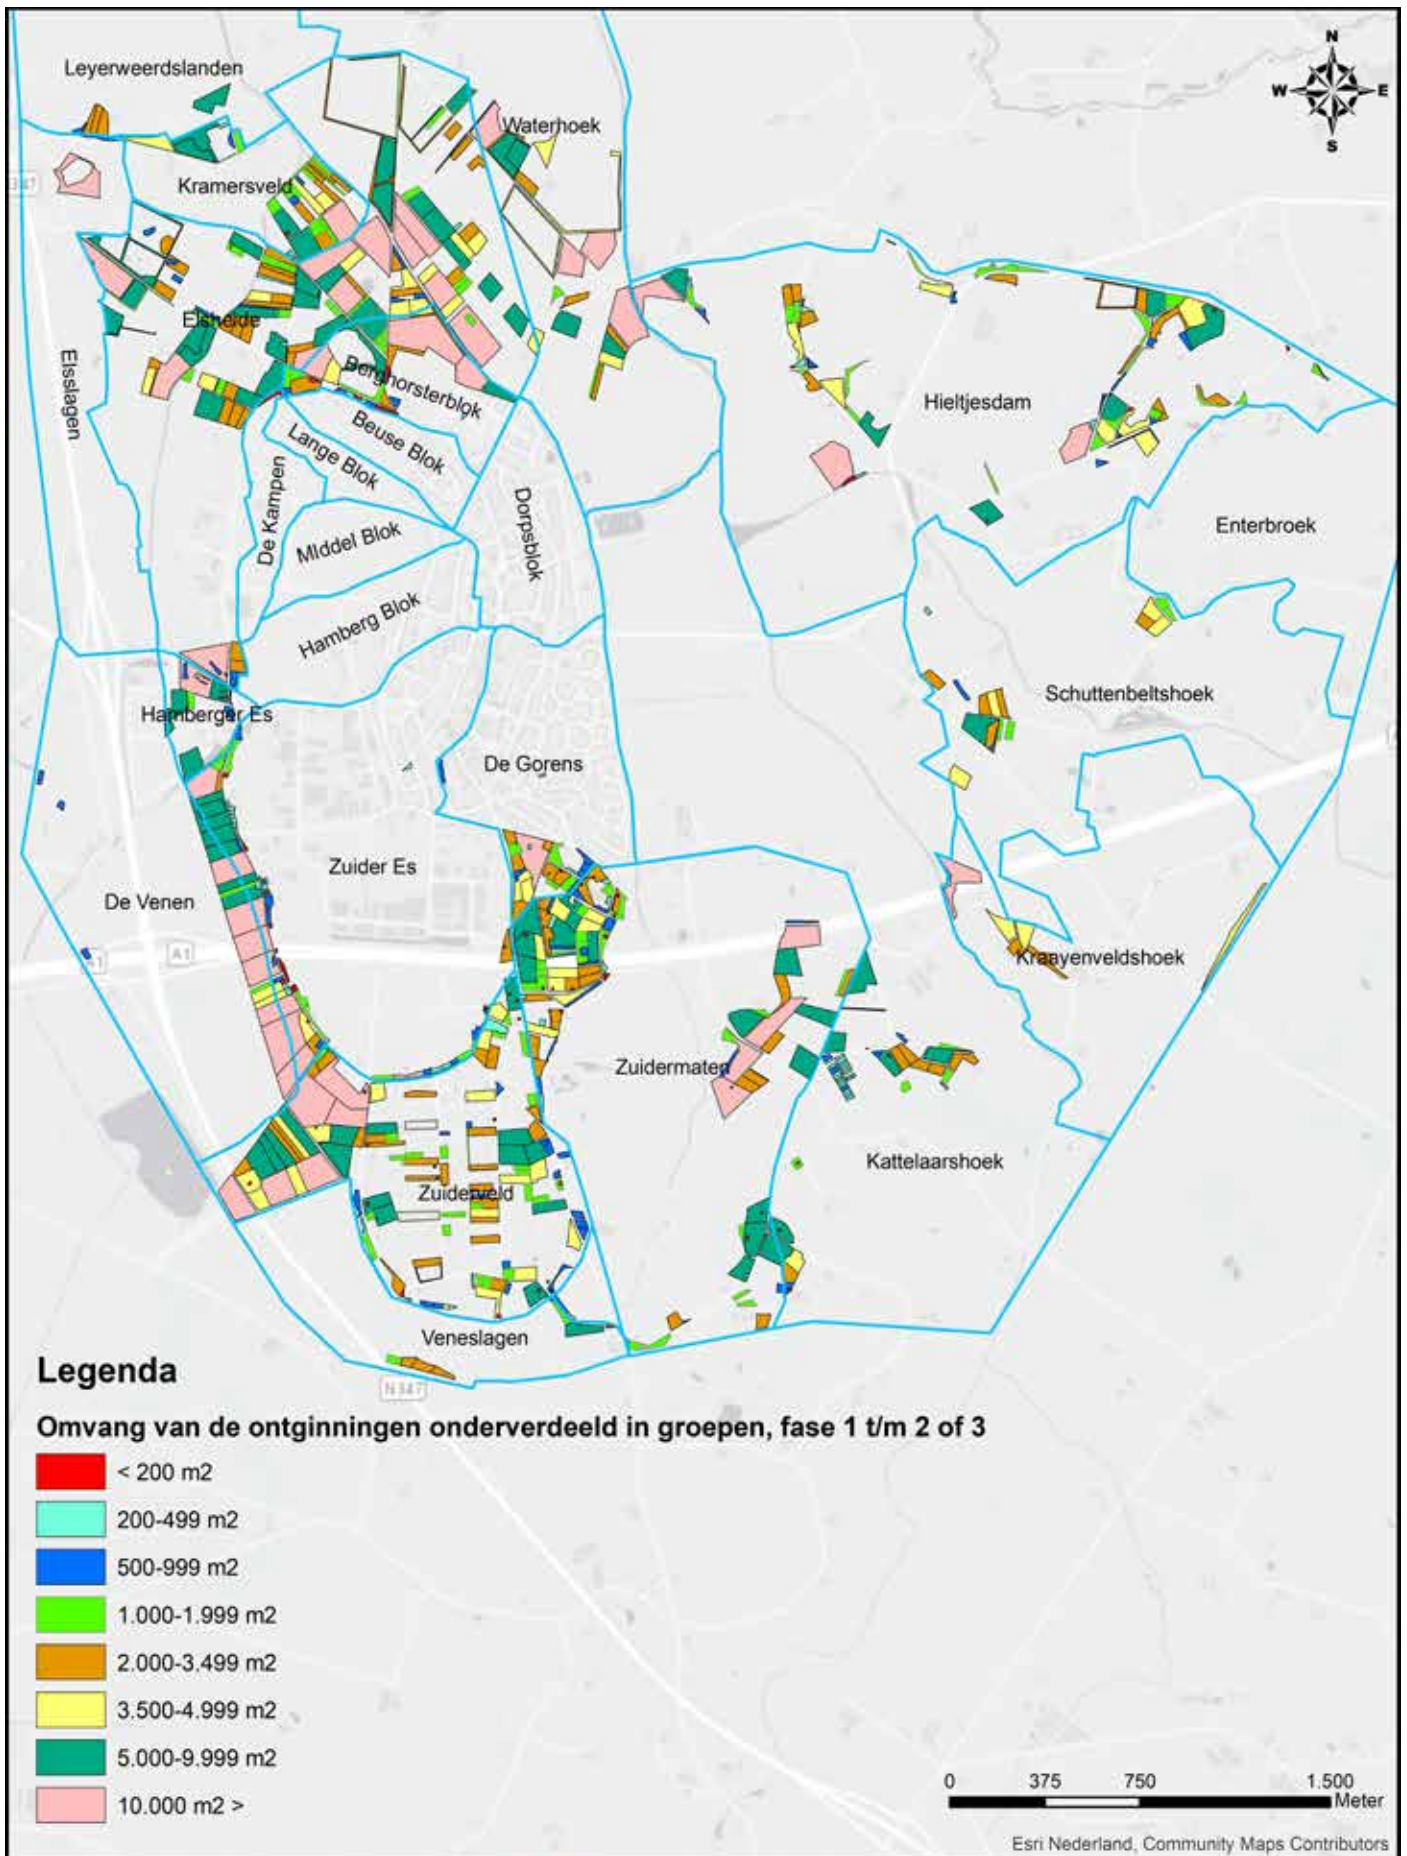 N
W E
S
Leyerweerdslanden
Waterhoek
Kramersveld
Elsheide
Elsslagen
Berghorsterblok
Beuse Blok
Lange Blok
De Kampen
MIddel Blok
Dorpsblok
Hamberg Blok
Hieltjesdam
Enterbroek
Schuttenbeltshoek
Hamberger Es
De Gorens
Zuider Es
De Venen
A1
A1
Kraayenveldshoek
Zuidermaten
Kattelaarshoek
Zuiderveld
Veneslagen
N347
Legenda
Omvang van de ontginningen onderverdeeld in groepen, fase 1 t/m 2 of 3
< 200 m2
200-499 m2
500-999 m2
1.000-1.999 m2
2.000-3.499 m2
3.500-4.999 m2
5.000-9.999 m2
10.000 m2 >
0 375 750 1.500
Meter
Esri Nederland, Community Maps Contributors